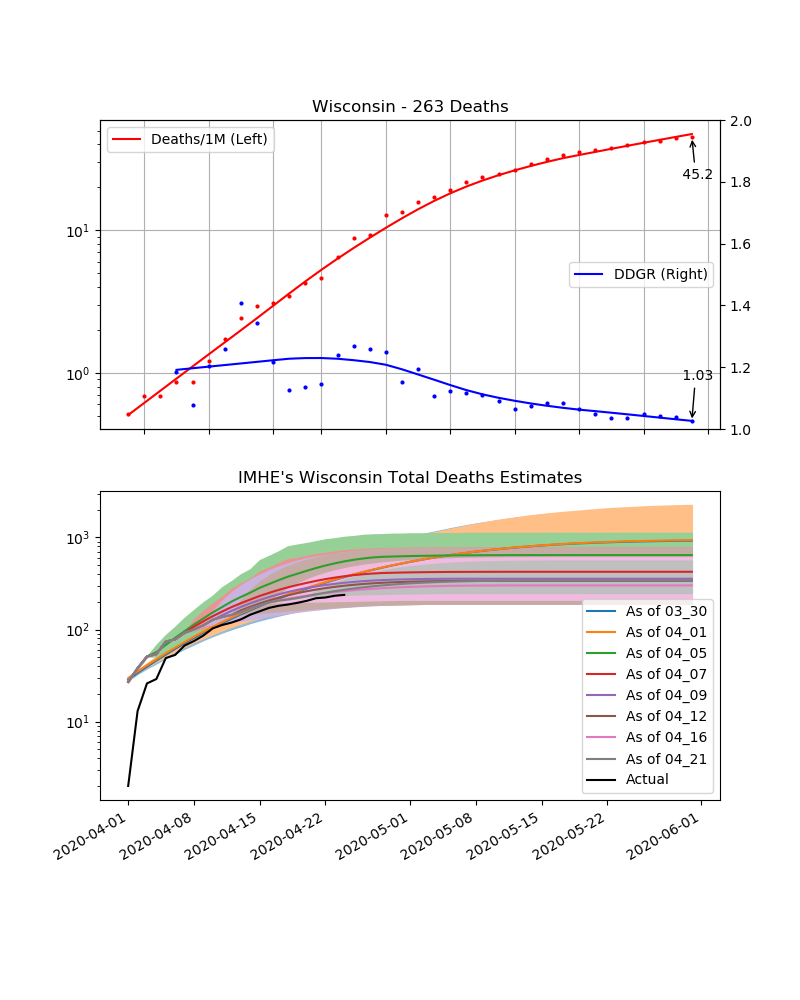 Wisconsin - 263 Deaths
Deaths/1M (Left)
2.0
1.8
1.6
1.4
1.2
1.0
10¹
10⁰
45.2
DDGR (Right)
1.03
IMHE's Wisconsin Total Deaths Estimates
10³
10²
10¹
As of 03_30
As of 04_01
As of 04_05
As of 04_07
As of 04_09
As of 04_12
As of 04_16
As of 04_21
Actual
2020-04-01
2020-04-08
2020-04-15
2020-04-22
2020-05-01
2020-05-08
2020-05-15
2020-05-22
2020-06-01